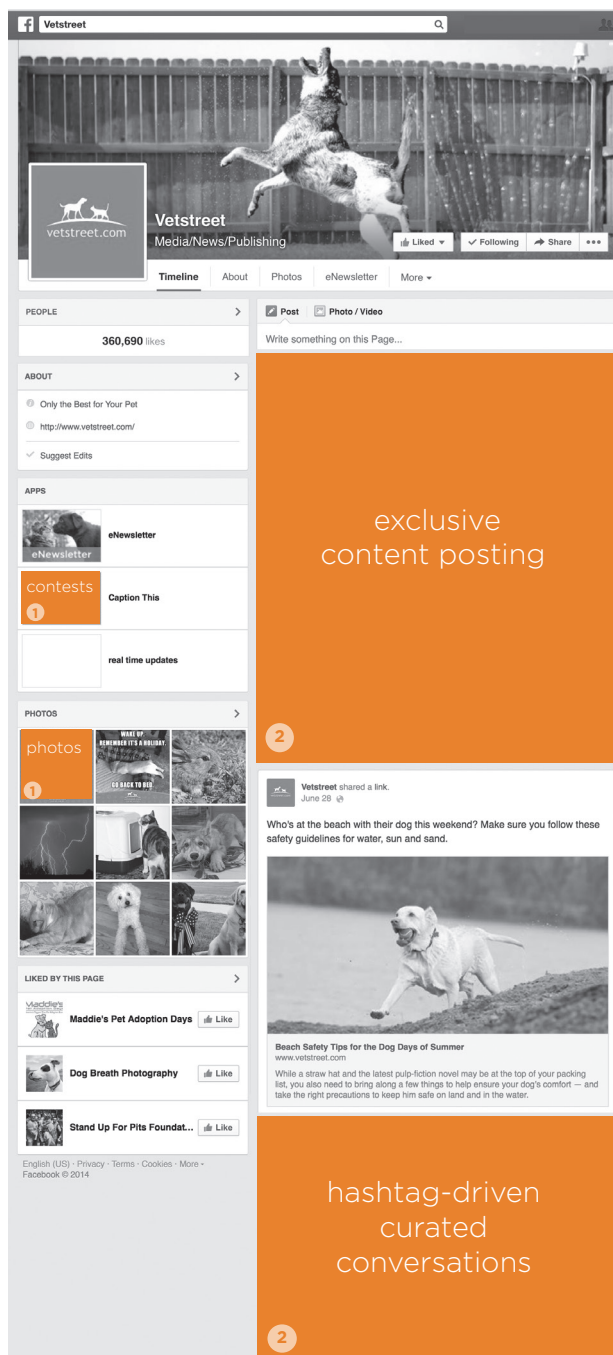 Vetstreet
vetstreet.com
Vetstreet
Media/News/Publishing
Liked
Following
Share
Timeline
About
Photos
eNewsletter
More
PEOPLE
360,690 likes
ABOUT
Only the Best for Your Pet
http://www.vetstreet.com/
Suggest Edits
APPS
eNewsletter
eNewsletter
contests
1
Caption This
real time updates
PHOTOS
photos
1
WAKE UP
REMEMBER IT'S A HOLIDAY.
GO BACK TO BED
LIKED BY THIS PAGE
Maddie's
Maddie's Pet Adoption Days
Like
Dog Breath Photography
Like
Stand Up For Pits Foundat...
Like
English (US) · Privacy · Terms · Cookies · More
Facebook © 2014
Post
Photo / Video
Write something on this Page...
exclusive
content posting
2
Vetstreet shared a link.
June 28
Who's at the beach with their dog this weekend? Make sure you follow these
safety guidelines for water, sun and sand.
Beach Safety Tips for the Dog Days of Summer
www.vetstreet.com
While a straw hat and the latest pulp-fiction novel may be at the top of your packing
list, you also need to bring along a few things to help ensure your dog's comfort — and
take the right precautions to keep him safe on land and in the water.
hashtag-driven
curated
conversations
2